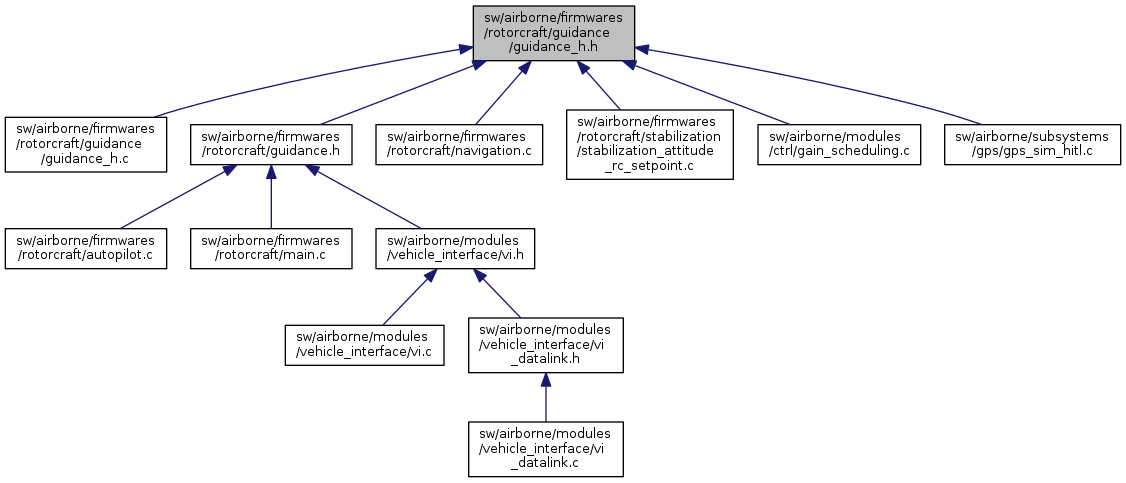 sw/airborne/firmwares
/rotorcraft/guidance
/guidance_h.h
sw/airborne/firmwares
/rotorcraft/guidance
/guidance_h.c
sw/airborne/firmwares
/rotorcraft/guidance.h
sw/airborne/firmwares
/rotorcraft/navigation.c
sw/airborne/firmwares
/rotorcraft/stabilization
/stabilization_attitude
_rc_setpoint.c
sw/airborne/modules
/ctrl/gain_scheduling.c
sw/airborne/subsystems
/gps/gps_sim_hitl.c
sw/airborne/firmwares
/rotorcraft/autopilot.c
sw/airborne/firmwares
/rotorcraft/main.c
sw/airborne/modules
/vehicle_interface/vi.h
sw/airborne/modules
/vehicle_interface/vi.c
sw/airborne/modules
/vehicle_interface/vi
_datalink.h
sw/airborne/modules
/vehicle_interface/vi
_datalink.c